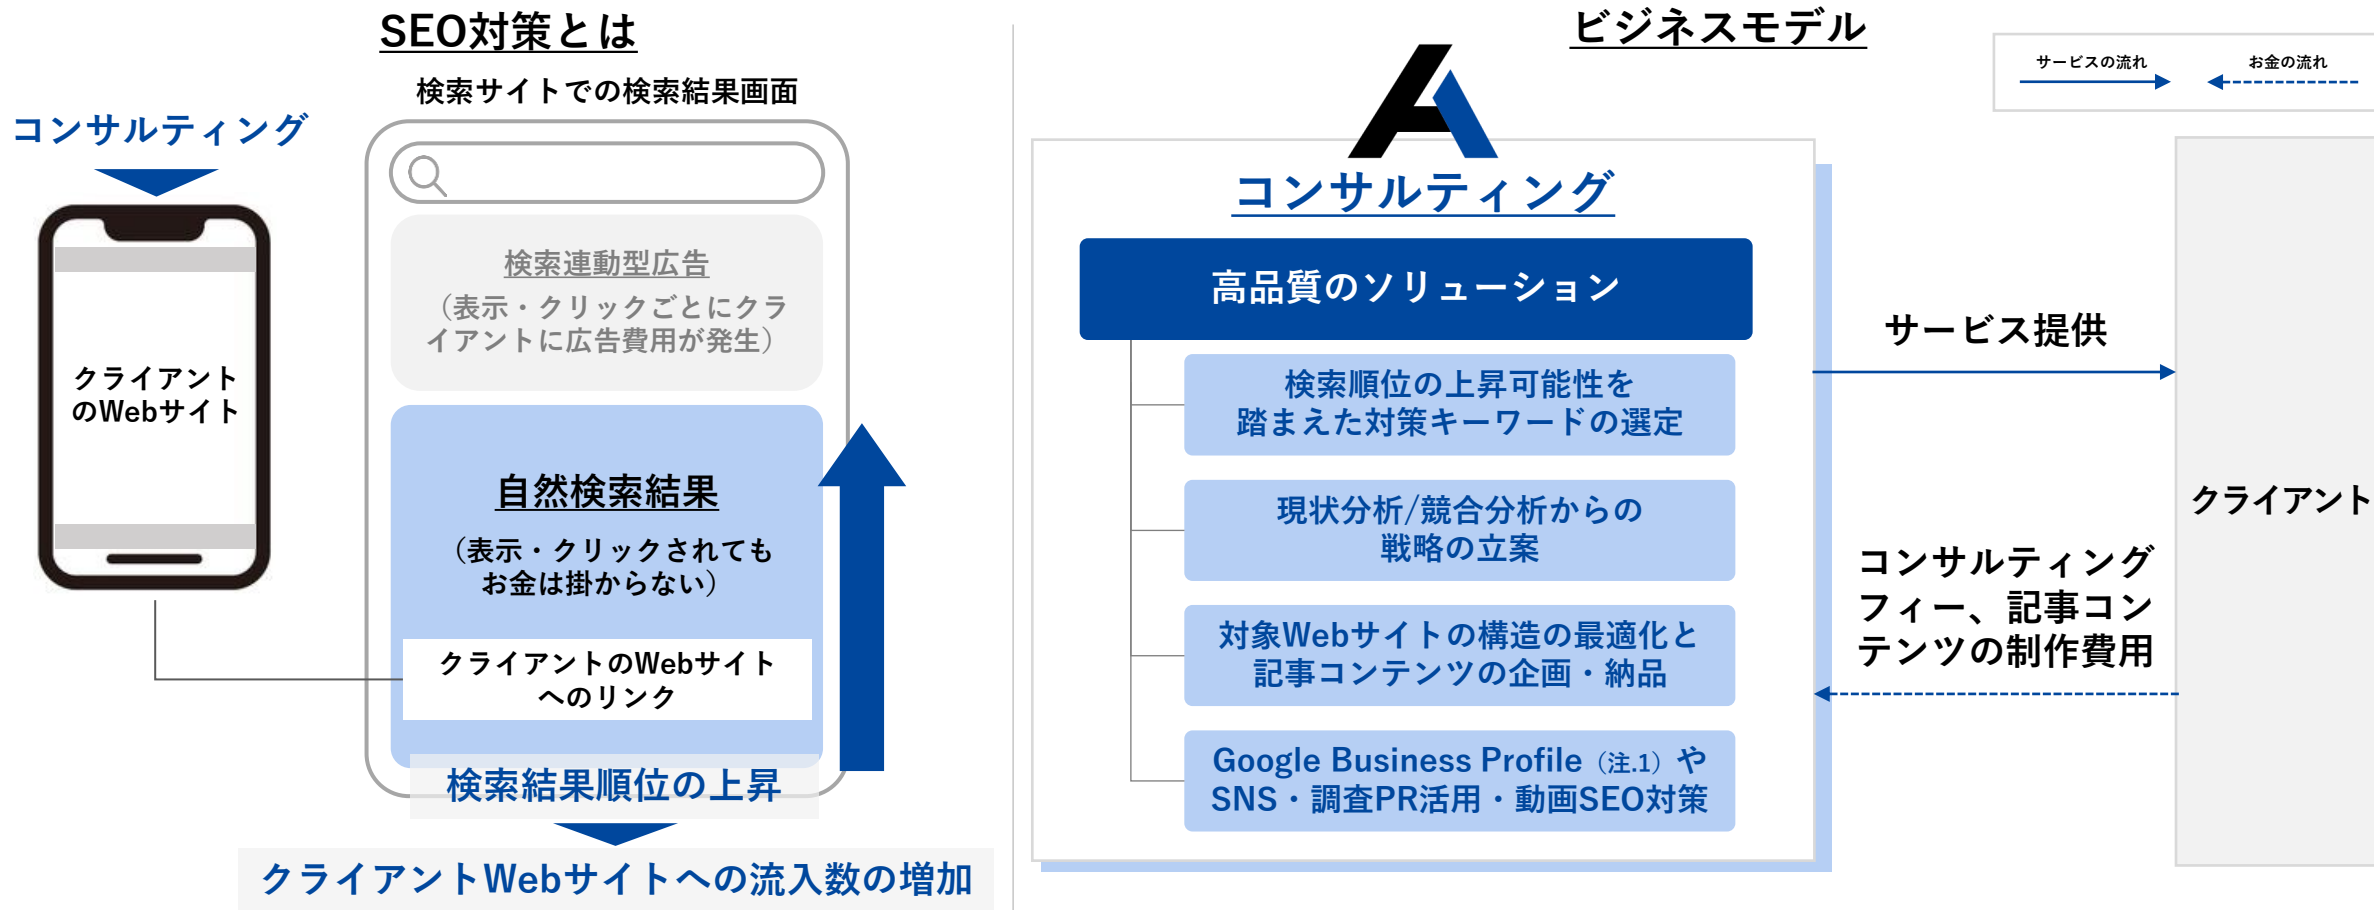 SEO対策とは
検索サイトでの検索結果画面
コンサルティング
クライアント
のWebサイト
検索連動型広告
（表示・クリックごとにクラ
イアントに広告費用が発生）
自然検索結果
（表示・クリックされても
お金は掛からない）
クライアントのWebサイト
へのリンク
検索結果順位の上昇
クライアントWebサイトへの流入数の増加
ビジネスモデル
サービスの流れ
お金の流れ
コンサルティング
高品質のソリューション
検索順位の上昇可能性を
踏まえた対策キーワードの選定
現状分析/競合分析からの
戦略の立案
対象Webサイトの構造の最適化と
記事コンテンツの企画・納品
Google Business Profile（注.1）や
SNS・調査PR活用・動画SEO対策
サービス提供
コンサルティング
フィー、記事コン
テンツの制作費用
クライアント